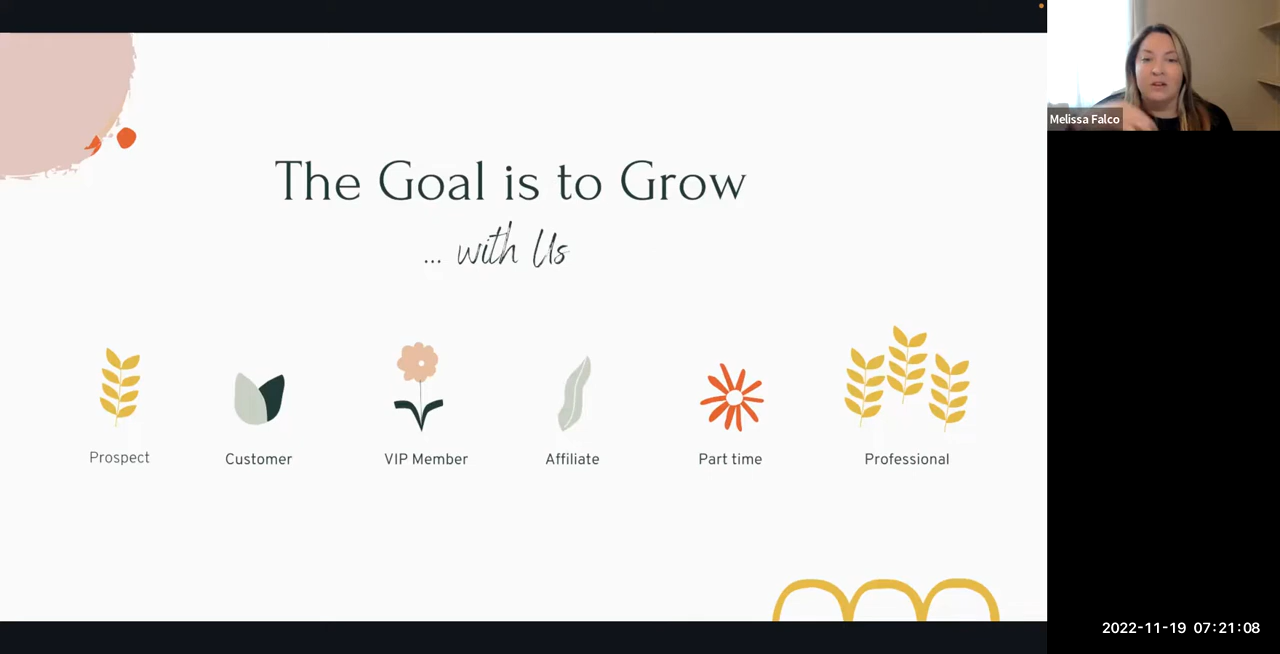 The Goal is to Grow
... with Us
Prospect
Customer
VIP Member
Affiliate
Part time
Professional
Melissa Falco
2022-11-19 07:21:08